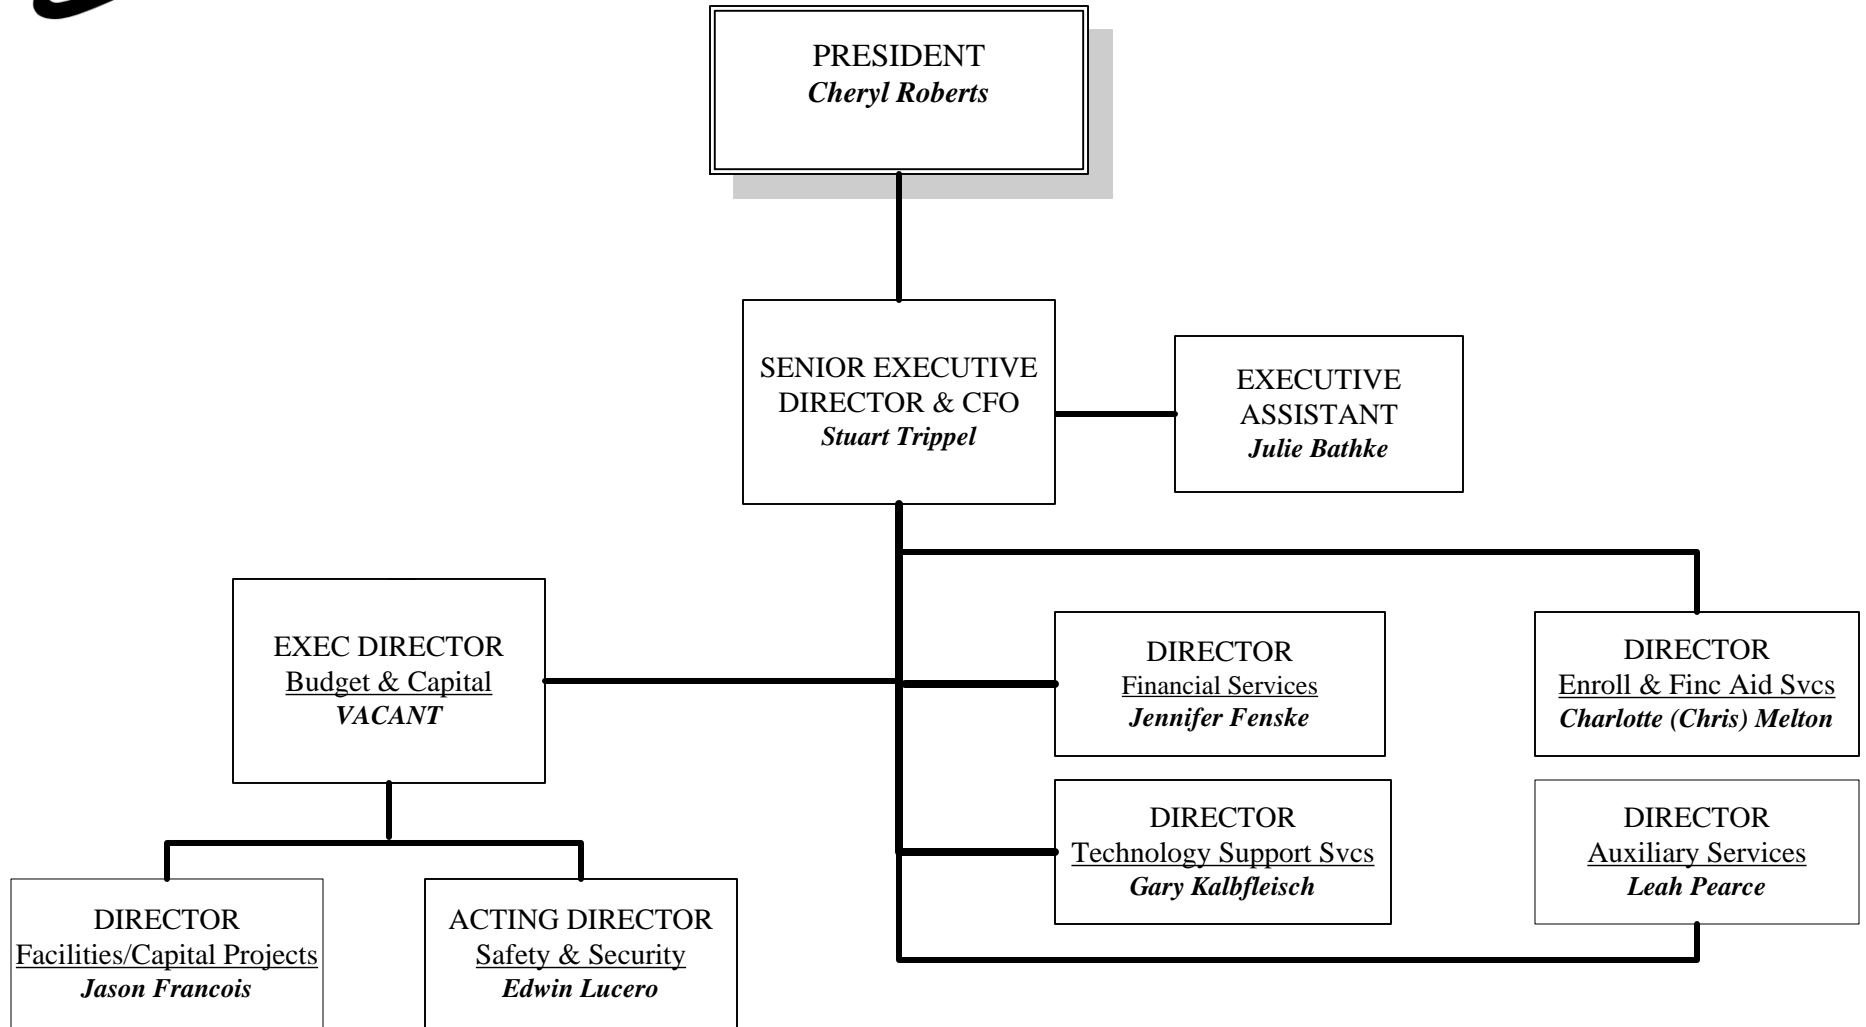 PRESIDENT
Cheryl Roberts
SENIOR EXECUTIVE
DIRECTOR & CFO
Stuart Trippel
EXECUTIVE
ASSISTANT
Julie Bathke
EXEC DIRECTOR
Budget & Capital
VACANT
DIRECTOR
Financial Services
Jennifer Fenske
DIRECTOR
Enroll & Finc Aid Svcs
Charlotte (Chris) Melton
DIRECTOR
Technology Support Svcs
Gary Kalbfleisch
DIRECTOR
Auxiliary Services
Leah Pearce
DIRECTOR
Facilities/Capital Projects
Jason Francois
ACTING DIRECTOR
Safety & Security
Edwin Lucero